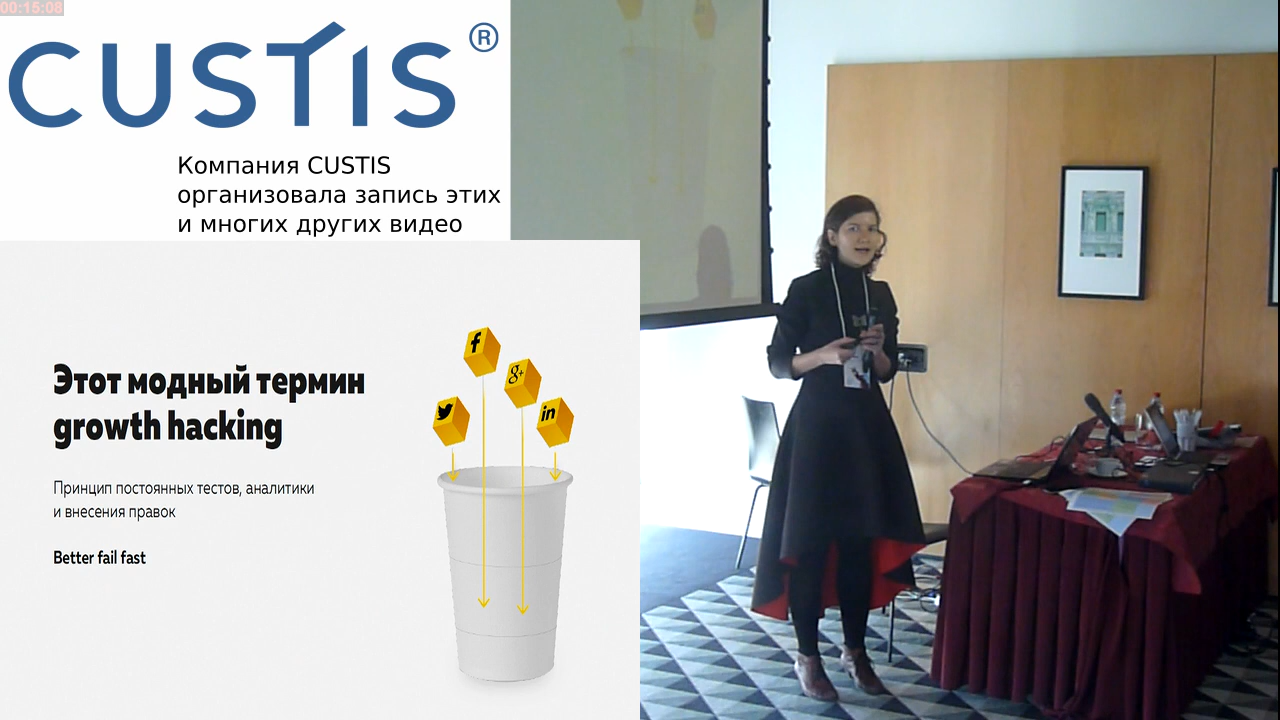 00:15:08
CUSTIS®
Компания CUSTIS
организовала запись этих
и многих других видео
Этот модный термин
growth hacking
Принцип постоянных тестов, аналитики
и внесения правок
Better fail fast
f
g+
in